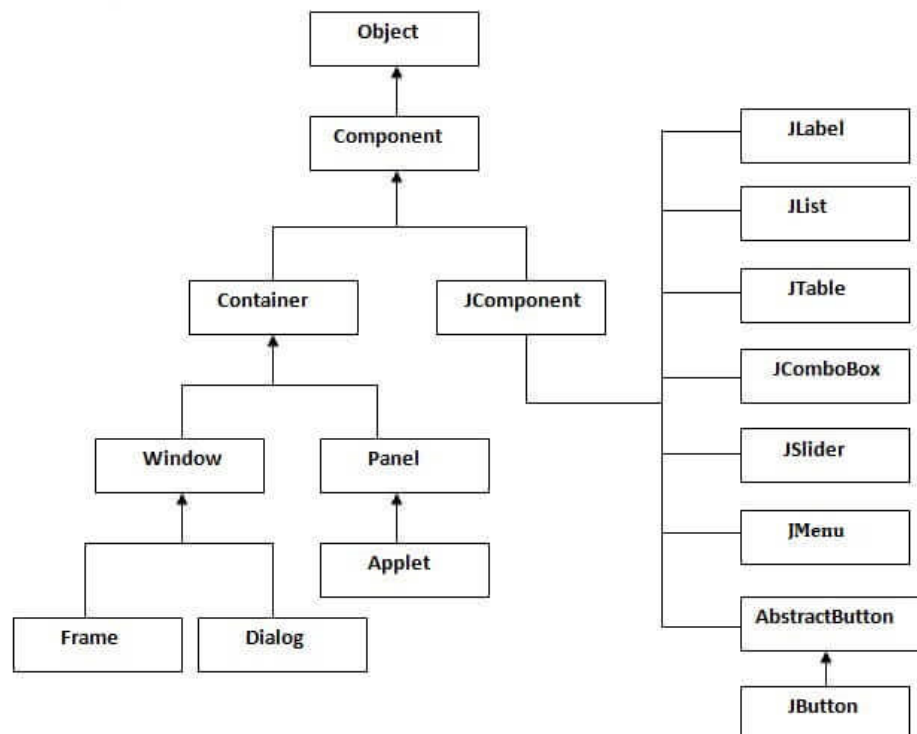 Object
Component
Container
JComponent
Window
Panel
Applet
Frame
Dialog
JLabel
JList
JTable
JComboBox
JSlider
JMenu
AbstractButton
JButton